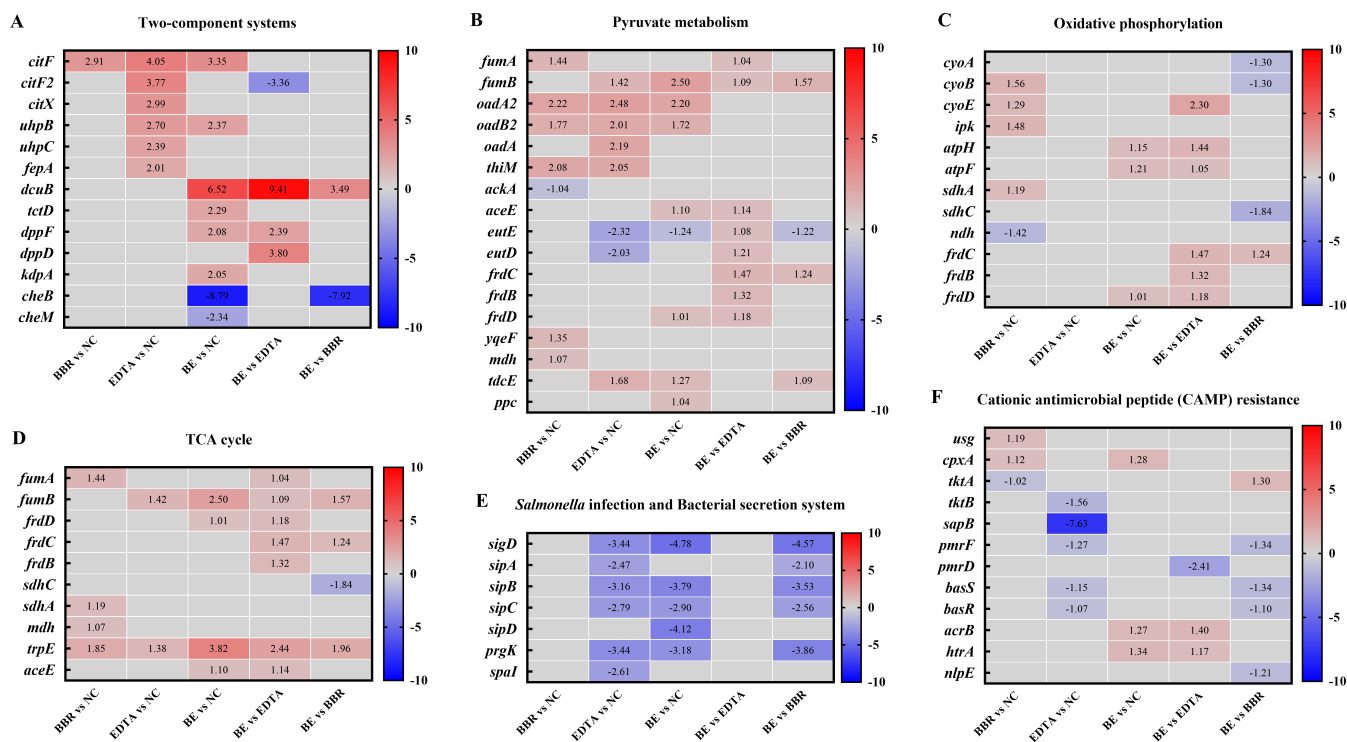 A
Two-component systems
citF 2.91 4.05 3.35
citF2 3.77 -3.36
citX 2.99
uhpB 2.70 2.37
uhpC 2.39
fepA 2.01
dcuB 6.52 9.41 3.49
tctD 2.29
dppF 2.08 2.39
dppD 3.80
kdpA 2.05
cheB -8.79 -7.92
cheM -2.34
BBR vs NC
EDTA vs NC
BE vs NC
BE vs EDTA
BE vs BBR
10
5
0
-5
-10
B
Pyruvate metabolism
fumA 1.44 1.04
fumB 1.42 2.50 1.09 1.57
oadA2 2.22 2.48 2.20
oadB2 1.77 2.01 1.72
oadA 2.19
thiM 2.08 2.05
ackA -1.04
aceE 1.10 1.14
eutE -2.32 -1.24 1.08 -1.22
eutD -2.03 1.21
frdC 1.47 1.24
frdB 1.32
frdD 1.01 1.18
yqeF 1.35
mdh 1.07
tdcE 1.68 1.27 1.09
ppc 1.04
BBR vs NC
EDTA vs NC
BE vs NC
BE vs EDTA
BE vs BBR
10
5
0
-5
-10
C
Oxidative phosphorylation
cyoA -1.30
cyoB 1.56 -1.30
cyoE 1.29 2.30
ipk 1.48
atpH 1.15 1.44
atpF 1.21 1.05
sdhA 1.19
sdhC -1.84
ndh -1.42
frdC 1.47 1.24
frdB 1.32
frdD 1.01 1.18
BBR vs NC
EDTA vs NC
BE vs NC
BE vs EDTA
BE vs BBR
10
5
0
-5
-10
D
TCA cycle
fumA 1.44 1.04
fumB 1.42 2.50 1.09 1.57
frdD 1.01 1.18
frdC 1.47 1.24
frdB 1.32
sdhC -1.84
sdhA 1.19
mdh 1.07
trpE 1.85 1.38 3.82 2.44 1.96
aceE 1.10 1.14
BBR vs NC
EDTA vs NC
BE vs NC
BE vs EDTA
BE vs BBR
10
5
0
-5
-10
E
Salmonella infection and Bacterial secretion system
sigD -3.44 -4.78 -4.57
sipA -2.47 -2.10
sipB -3.16 -3.79 -3.53
sipC -2.79 -2.90 -2.56
sipD -4.12
prgK -3.44 -3.18 -3.86
spaI -2.61
BBR vs NC
EDTA vs NC
BE vs NC
BE vs EDTA
BE vs BBR
10
5
0
-5
-10
F
Cationic antimicrobial peptide (CAMP) resistance
usg 1.19
cpxA 1.12 1.28
tktA -1.02 1.30
tktB -1.56
sapB -7.63
pmrF -1.27 -1.34
pmrD -2.41
basS -1.15 -1.34
basR -1.07 -1.10
acrB 1.27 1.40
htrA 1.34 1.17
nlpE -1.21
BBR vs NC
EDTA vs NC
BE vs NC
BE vs EDTA
BE vs BBR
10
5
0
-5
-10